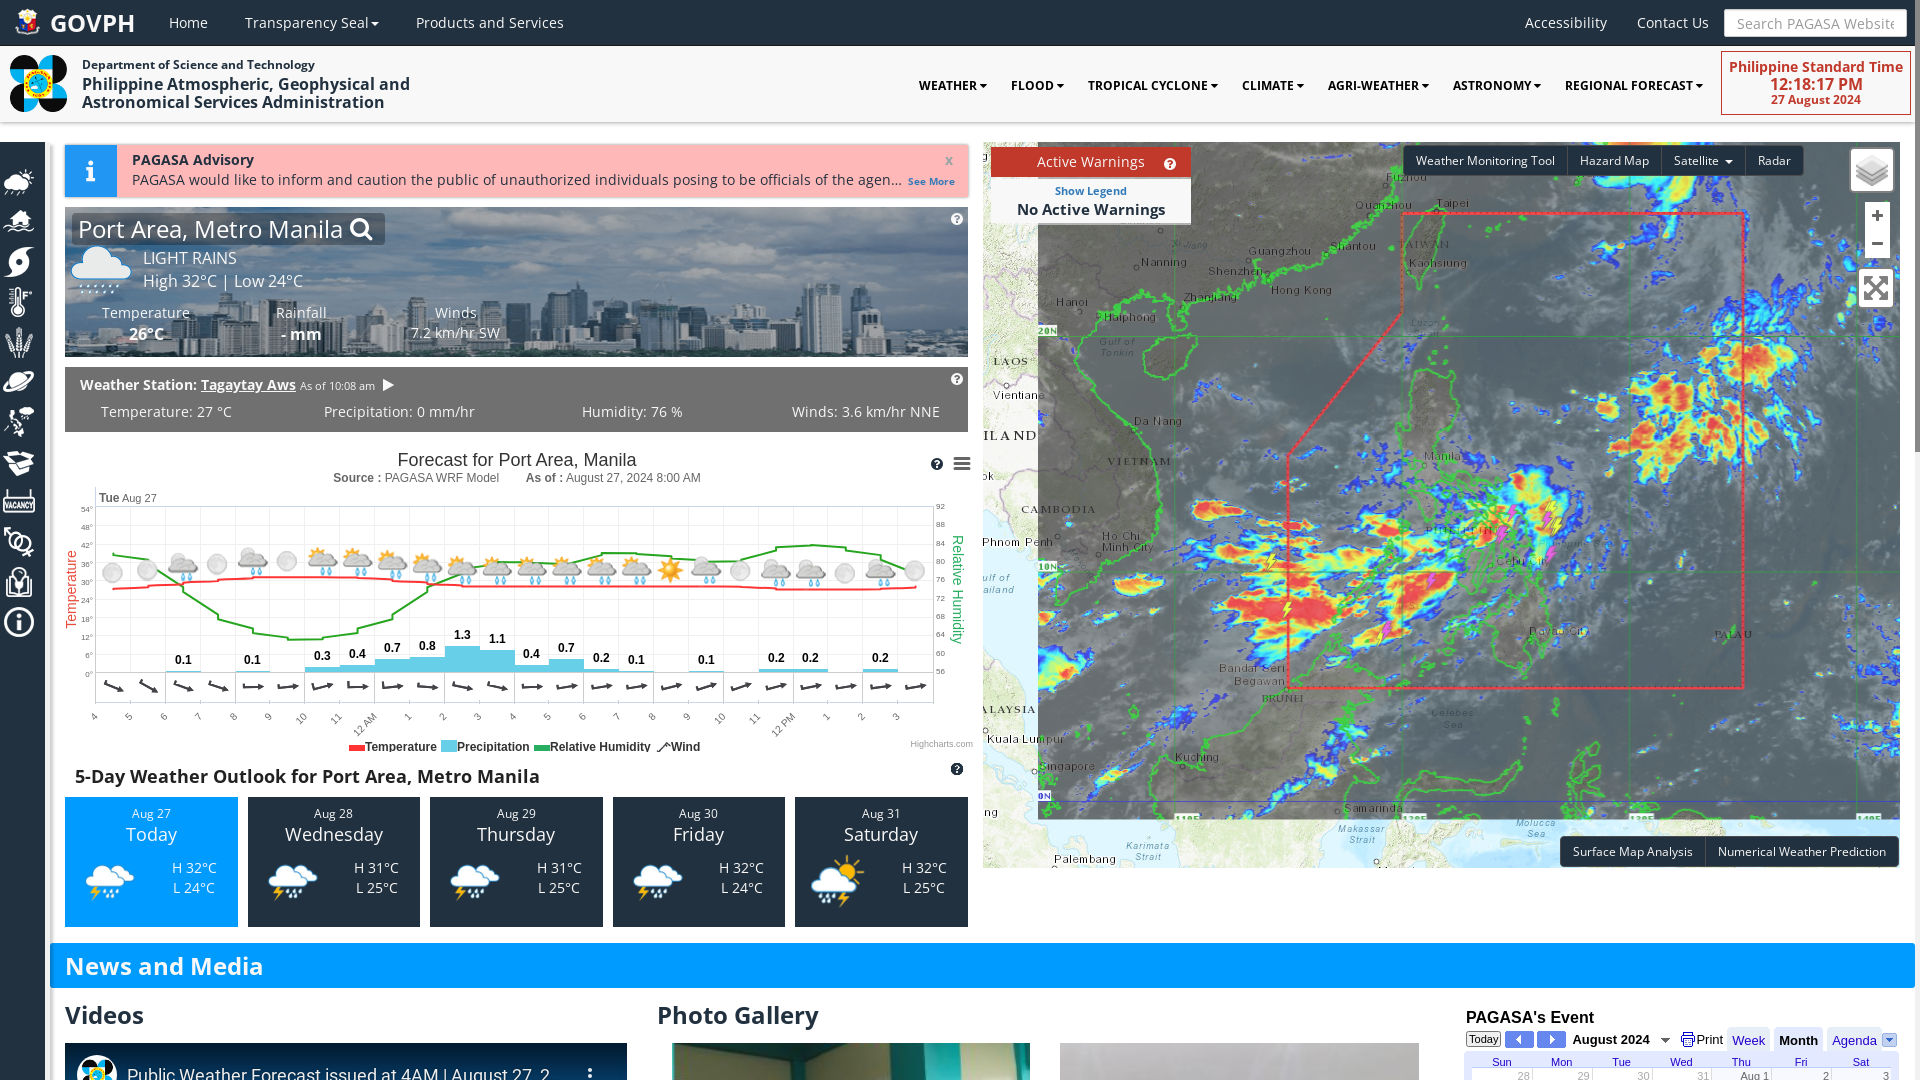 GOVPH Home Transparency Seal Products and Services Accessibility Contact Us Search PAGASA Website
Department of Science and Technology
Philippine Atmospheric, Geophysical and
Astronomical Services Administration
WEATHER FLOOD TROPICAL CYCLONE CLIMATE AGRI-WEATHER ASTRONOMY REGIONAL FORECAST
Philippine Standard Time
12:18:17 PM
27 August 2024
VACANCY
PAGASA Advisory x
PAGASA would like to inform and caution the public of unauthorized individuals posing to be officials of the agen... See More
Port Area, Metro Manila
LIGHT RAINS
High 32°C | Low 24°C
Temperature Rainfall Winds
26°C - mm 7.2 km/hr SW
Weather Station: Tagaytay Aws As of 10:08 am
Temperature: 27 °C Precipitation: 0 mm/hr Humidity: 76 % Winds: 3.6 km/hr NNE
Forecast for Port Area, Manila
Source : PAGASA WRF Model As of : August 27, 2024 8:00 AM
Tue Aug 27
Temperature
54°
48°
42°
36°
30°
24°
18°
12°
6°
0°
92
88
84
80
76
72
68
64
60
56
Relative Humidity
0.1 0.1 0.3 0.4 0.7 0.8 1.3 1.1 0.4 0.7 0.2 0.1 0.1 0.2 0.2 0.2
4 5 6 7 8 9 10 11 12 AM 1 2 3 4 5 6 7 8 9 10 11 12 PM 1 2 3
Temperature Precipitation Relative Humidity Wind
Highcharts.com
5-Day Weather Outlook for Port Area, Metro Manila
Aug 27
Today
H 32°C
L 24°C
Aug 28
Wednesday
H 31°C
L 25°C
Aug 29
Thursday
H 31°C
L 25°C
Aug 30
Friday
H 32°C
L 24°C
Aug 31
Saturday
H 32°C
L 25°C
Active Warnings
Show Legend
No Active Warnings
Weather Monitoring Tool Hazard Map Satellite Radar
+
−
Fuzhou
Taipei
Quanzhou
TAIWAN
Guangzhou
Shantou
Nanning
Kaohsiung
Shenzhen
Hong Kong
Hanoi
Zhanjiang
Haiphong
20N
Gulf of
Tonkin
LAOS
Vientiane
Da Nang
ILAND
Manila
VIETNAM
CAMBODIA
Ho Chi
Minh City
Phnom Penh
10N
Cebu City
Davao City
PALAU
Bandar Seri
Begawan
BRUNEI
ALAYSIA
Celebes
Sea
Kuala Lumpur
Kuching
Singapore
0N
Samarinda
Makassar
Strait
Molucca
Sea
Karimata
Strait
Palembang
Surface Map Analysis Numerical Weather Prediction
News and Media
Videos Photo Gallery
Public Weather Forecast issued at 4AM | August 27, 2
PAGASA's Event
Today August 2024 Print Week Month Agenda
Sun Mon Tue Wed Thu Fri Sat
28 29 30 31 Aug 1 2 3